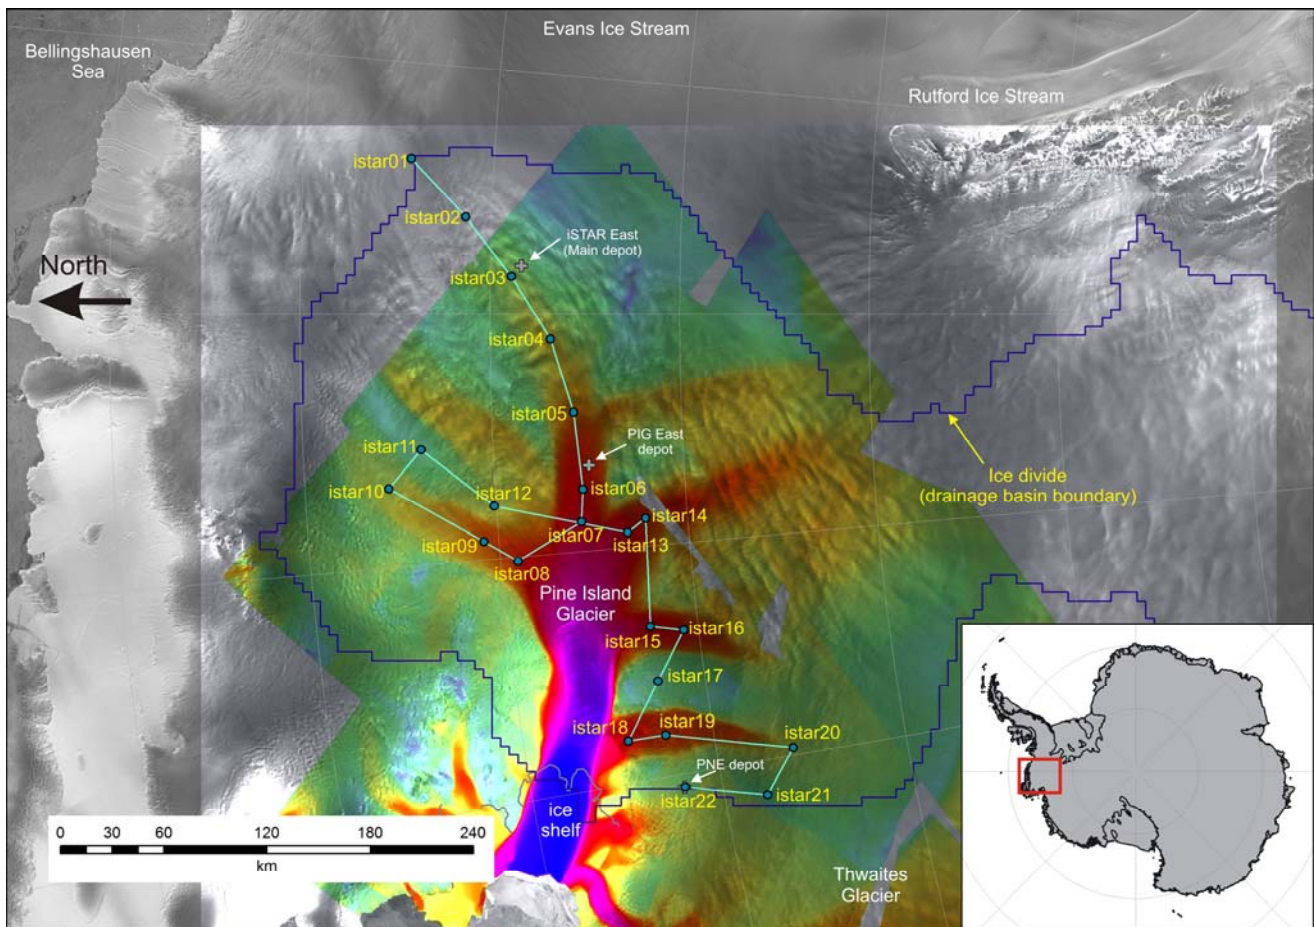 Evans Ice Stream
Bellingshausen
Sea
Rutford Ice Stream
istar01
istar02
iSTAR East
(Main depot)
North
istar03
istar04
istar05
PIG East
depot
istar11
Ice divide
(drainage basin boundary)
istar10
istar06
istar12
istar14
istar07
istar13
istar09
istar08
Pine Island
Glacier
istar15
istar16
istar17
istar18
istar19
istar20
PNE depot
istar22
istar21
ice
shelf
0 30 60 120 180 240
km
Thwaites
Glacier